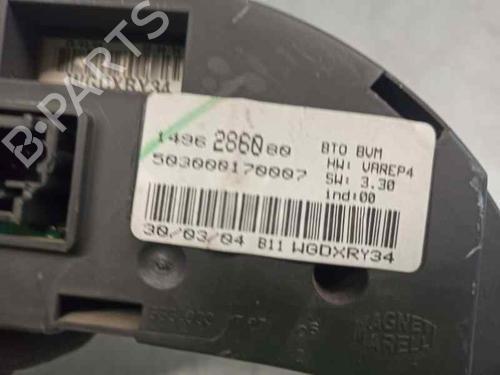 WGDXRY34
1496 2860 80
503000170007
BTO BVM
HW: VAREP4
SW: 3.30
ind:00
30/03/04 B11 WGDXRY34
MAGNETI
MARELLI